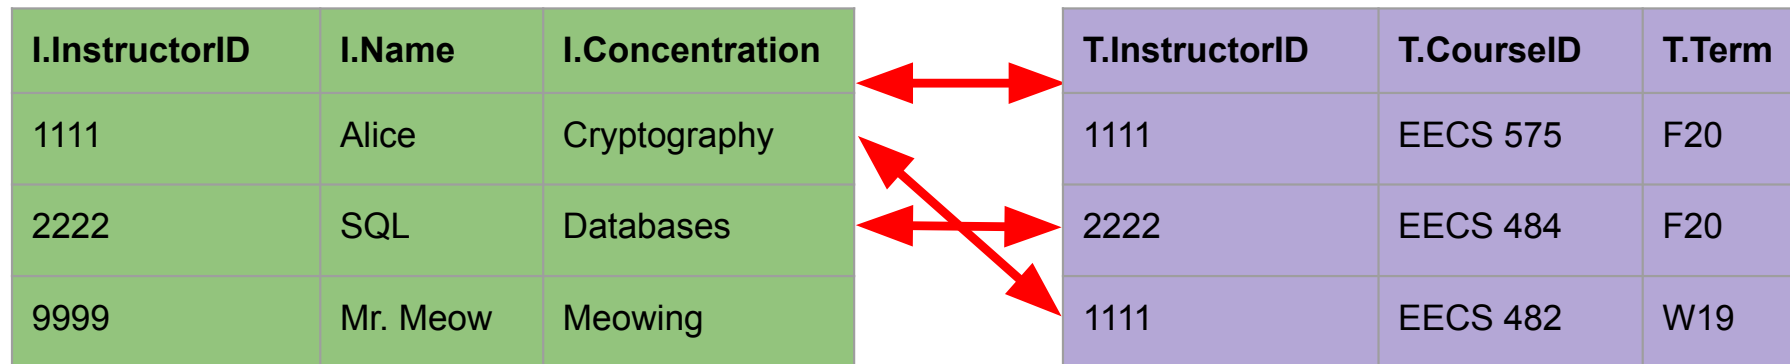 I.InstructorID I.Name I.Concentration T.InstructorID T.CourseID T.Term
1111 Alice Cryptography 1111 EECS 575 F20
2222 SQL Databases 2222 EECS 484 F20
9999 Mr. Meow Meowing 1111 EECS 482 W19